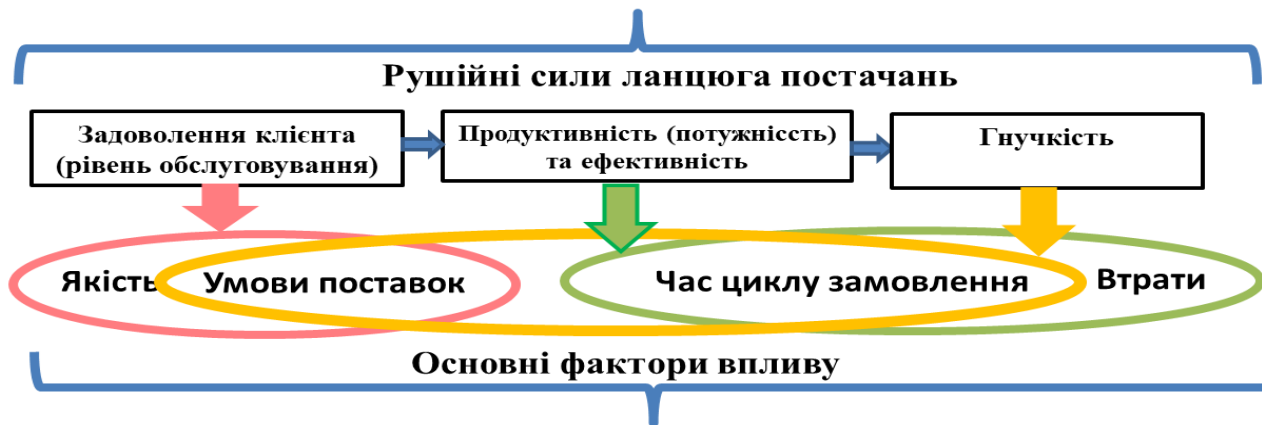 Рушійні сили ланцюга постачань
Задоволення клієнта
(рівень обслуговування)
Продуктивність (потужніссть)
та ефективність
Гнучкість
Якість
Умови поставок
Час циклу замовлення
Втрати
Основні фактори впливу